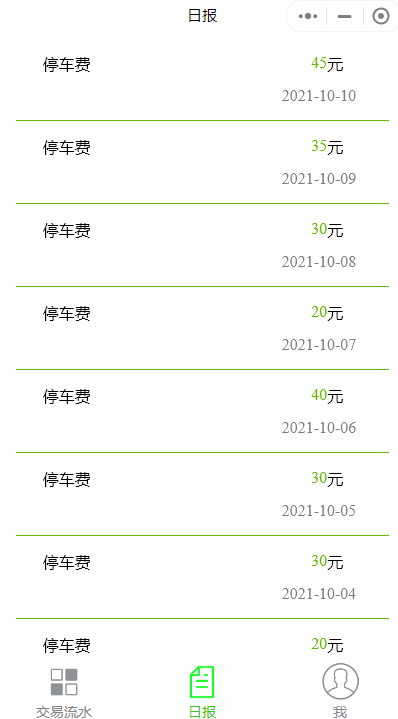 日报
停车费 45元
2021-10-10
停车费 35元
2021-10-09
停车费 30元
2021-10-08
停车费 20元
2021-10-07
停车费 40元
2021-10-06
停车费 30元
2021-10-05
停车费 30元
2021-10-04
停车费 20元
交易流水 日报 我